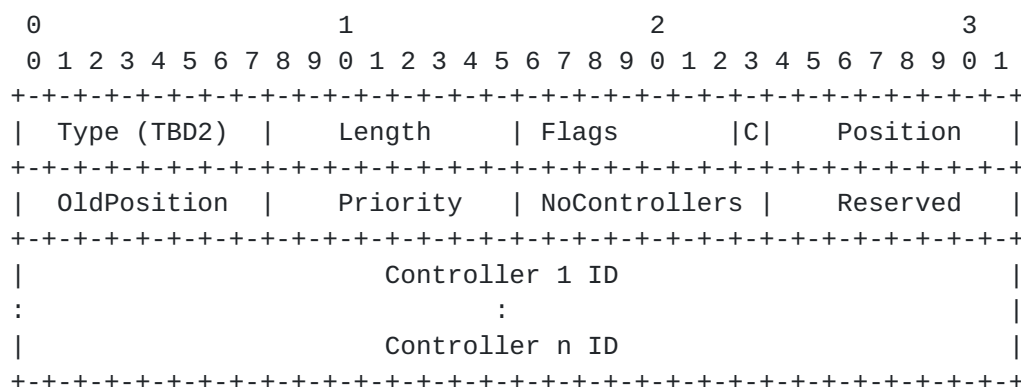 0                   1                   2                   3
 0 1 2 3 4 5 6 7 8 9 0 1 2 3 4 5 6 7 8 9 0 1 2 3 4 5 6 7 8 9 0 1
+-+-+-+-+-+-+-+-+-+-+-+-+-+-+-+-+-+-+-+-+-+-+-+-+-+-+-+-+-+-+-+-+
|  Type (TBD2)  |    Length     | Flags       |C|    Position   |
+-+-+-+-+-+-+-+-+-+-+-+-+-+-+-+-+-+-+-+-+-+-+-+-+-+-+-+-+-+-+-+-+
|  OldPosition  |    Priority   | NoControllers |    Reserved   |
+-+-+-+-+-+-+-+-+-+-+-+-+-+-+-+-+-+-+-+-+-+-+-+-+-+-+-+-+-+-+-+-+
|                       Controller 1 ID                         |
:                              :                                |
|                       Controller n ID                         |
+-+-+-+-+-+-+-+-+-+-+-+-+-+-+-+-+-+-+-+-+-+-+-+-+-+-+-+-+-+-+-+-+